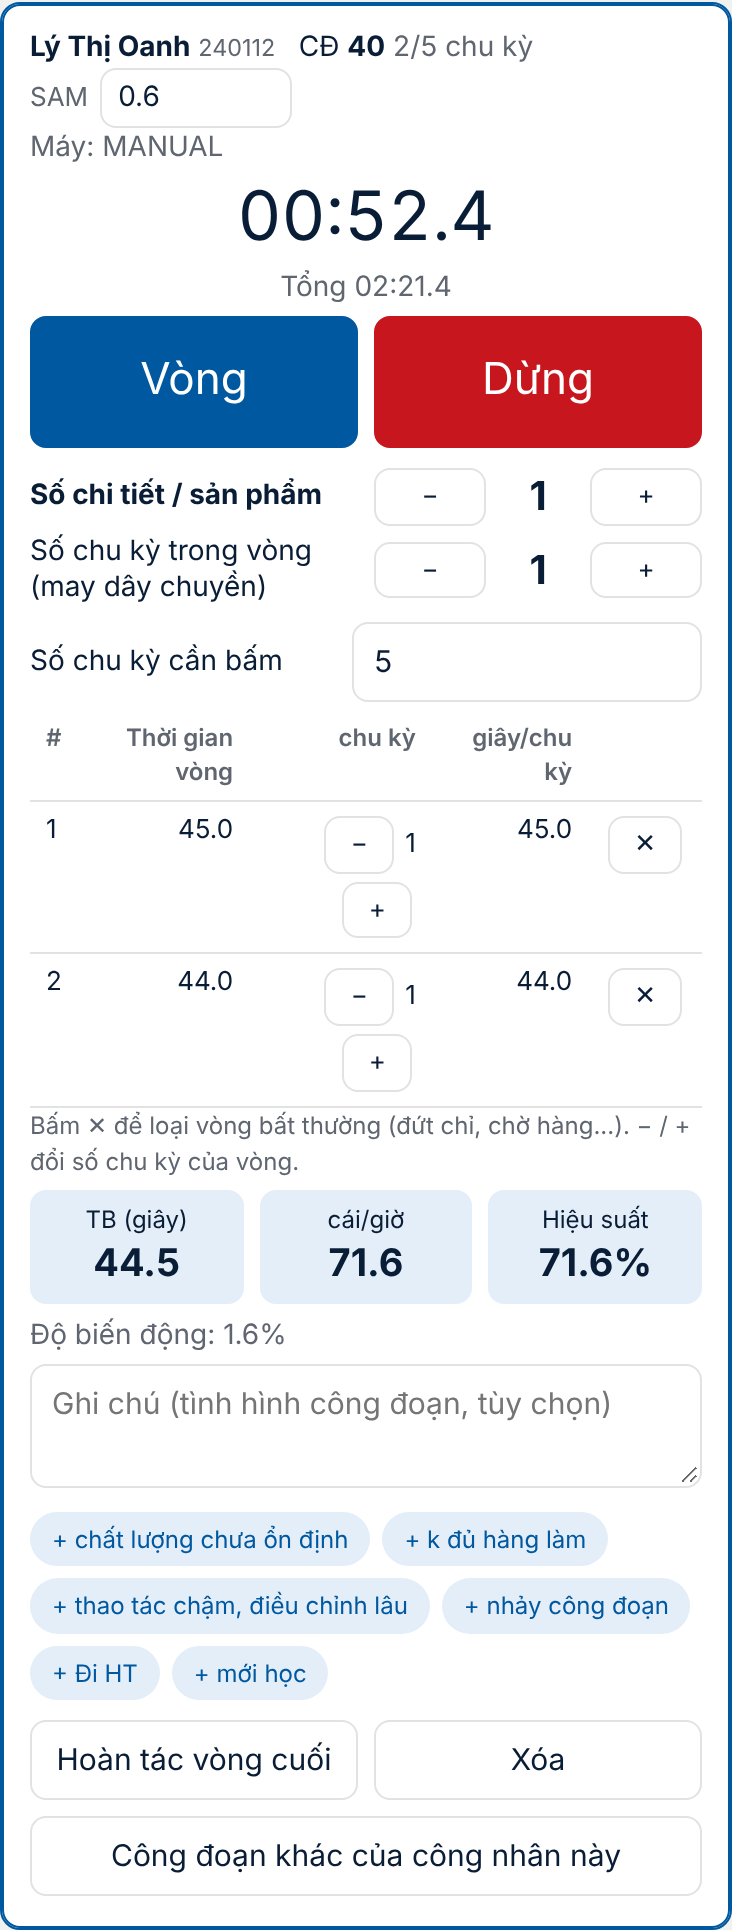 Lý Thị Oanh 240112 CĐ 40 2/5 chu kỳ
SAM 0.6
Máy: MANUAL
00:52.4
Tổng 02:21.4
Vòng Dừng
Số chi tiết / sản phẩm − 1 +
Số chu kỳ trong vòng
(may dây chuyền) − 1 +
Số chu kỳ cần bấm 5
# Thời gian vòng chu kỳ giây/chu kỳ
1 45.0 − 1 + 45.0 ✕
2 44.0 − 1 + 44.0 ✕
Bấm ✕ để loại vòng bất thường (đứt chỉ, chờ hàng...). − / +
đổi số chu kỳ của vòng.
TB (giây) cái/giờ Hiệu suất
44.5 71.6 71.6%
Độ biến động: 1.6%
Ghi chú (tình hình công đoạn, tùy chọn)
+ chất lượng chưa ổn định + k đủ hàng làm
+ thao tác chậm, điều chỉnh lâu + nhảy công đoạn
+ Đi HT + mới học
Hoàn tác vòng cuối Xóa
Công đoạn khác của công nhân này